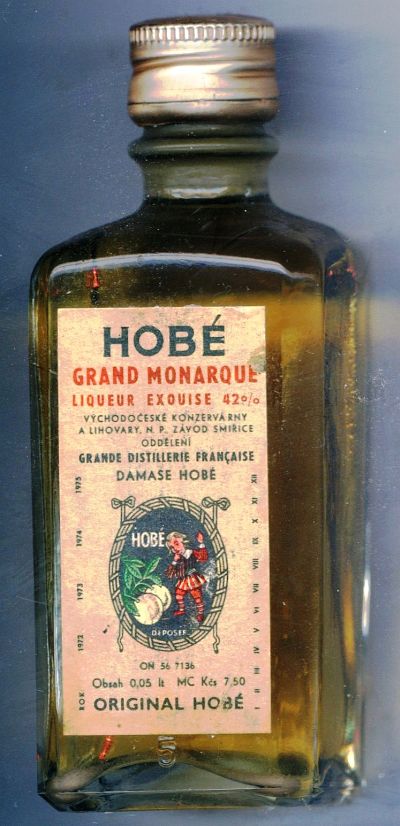 HOBÉ
GRAND MONARQUE
LIQUEUR EXQUISE 42%
VÝCHODOČESKÉ KONZERVÁRNY
A LIHOVARY, N. P. ZÁVOD SMIŘICE
ODDĚLENÍ
GRANDE DISTILLERIE FRANÇAISE
DAMASE HOBÉ
HOBÉ
DÉPOSÉE
ON 56 7136
Obsah 0,05 lt MC Kčs 7,50
ORIGINAL HOBÉ
ROK 1972 1973 1974 1975
I II III IV V VI VII VIII IX X XI XII